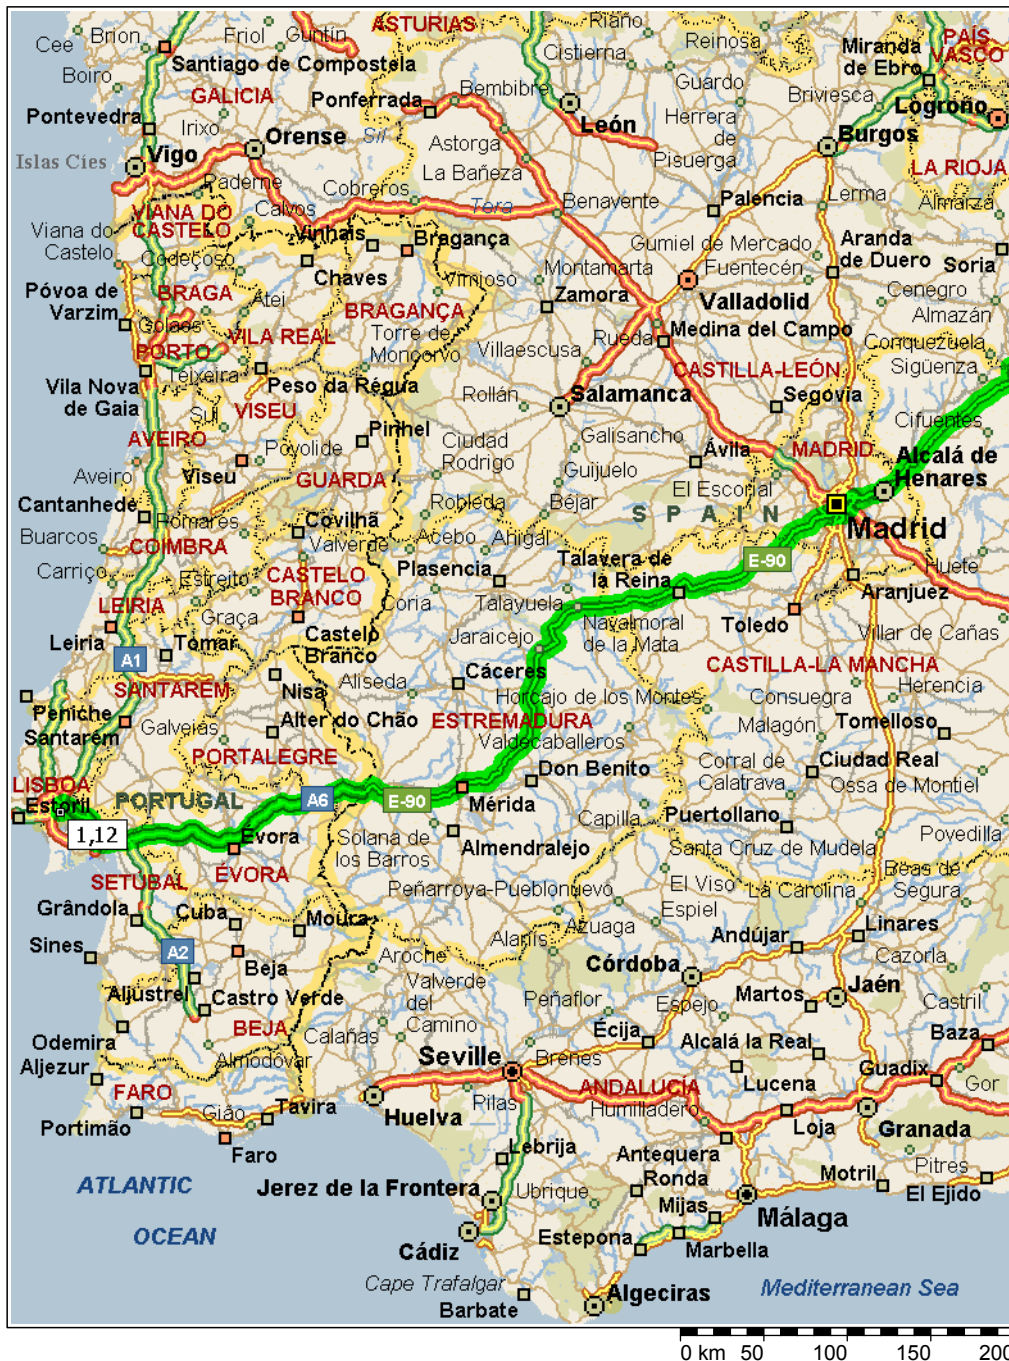 ASTURIAS
Riaño
Cee
Brion
Friol
Guntín
Cistierna
Reinosa
Miranda
de Ebro
PAÍS
VASCO
Santiago de Compostela
Boiro
GALICIA
Bembibre
Guardo
Briviesca
Logroño
Ponferrada
Pontevedra
Irixo
Sil
León
Herrera
de
Pisuerga
Burgos
Orense
Astorga
Islas Cíes
Vigo
La Bañeza
LA RIOJA
Paderne
Cobreros
Lerma
Almarza
Calvos
Tera
Benavente
Palencia
VIANA DO
CASTELO
Viana do
Castelo
Vinhais
Bragança
Gumiel de Mercado
Aranda
de Duero
Codeçoso
Chaves
Vimioso
Montamarta
Fuentecén
Soria
Póvoa de
Varzim
BRAGA
Atei
BRAGANÇA
Zamora
Valladolid
Cenegro
Almazán
Golães
VILA REAL
Torre de
Moncorvo
Rueda
Medina del Campo
PORTO
Villaescusa
Conquezuela
Sigüenza
Teixeira
CASTILLA-LEÓN
Vila Nova
de Gaia
Peso da Régua
Rollán
Salamanca
Segovia
Sul
VISEU
Cifuentes
AVEIRO
Pinhel
Galisancho
Povolide
Ciudad
Rodrigo
Ávila
MADRID
Alcalá de
Henares
Aveiro
Viseu
GUARDA
Guijuelo
El Escorial
Cantanhede
Robleda
Béjar
SPAIN
Pomares
Covilhã
Madrid
Buarcos
COIMBRA
Valverde
Acebo
Ahigal
Talavera de
la Reina
E-90
Carriço
Estreito
CASTELO
BRANCO
Plasencia
Huete
Aranjuez
LEIRIA
Graça
Coria
Talayuela
Navalmoral
de la Mata
Toledo
Leiria
Tomar
Castelo
Branco
Jaraicejo
Villar de Cañas
A1
Cáceres
CASTILLA-LA MANCHA
SANTAREM
Nisa
Aliseda
Horcajo de los Montes
Consuegra
Herencia
Peniche
Santarém
Galveias
Alter do Chão
ESTREMADURA
Malagón
Tomelloso
Valdecaballeros
PORTALEGRE
Corral de
Calatrava
Ciudad Real
LISBOA
Don Benito
Ossa de Montiel
Estoril
PORTUGAL
A6
E-90
Mérida
Capilla
Puertollano
1,12
Évora
Solana de
los Barros
Almendralejo
Povedilla
Santa Cruz de Mudela
SETÚBAL
ÉVORA
Peñarroya-Pueblonuevo
El Viso
La Carolina
Beas de
Segura
Grândola
Cuba
Moura
Espiel
Azuaga
Linares
Sines
A2
Alanís
Andújar
Beja
Aroche
Córdoba
Cazorla
Aljustrel
Valverde
del
Camino
Peñaflor
Jaén
Castro Verde
Espejo
Martos
Castril
Odemira
BEJA
Calañas
Écija
Baza
Aljezur
Almodóvar
Seville
Brenes
Alcalá la Real
Guadix
FARO
ANDALUCÍA
Lucena
Gor
Gião
Tavira
Huelva
Pilas
Humilladero
Portimão
Loja
Granada
Faro
Lebrija
Antequera
ATLANTIC
OCEAN
Jerez de la Frontera
Ubrique
Ronda
Motril
Pitres
El Ejido
Mijas
Málaga
Cádiz
Estepona
Marbella
Cape Trafalgar
Barbate
Algeciras
Mediterranean Sea
0 km 50 100 150 200